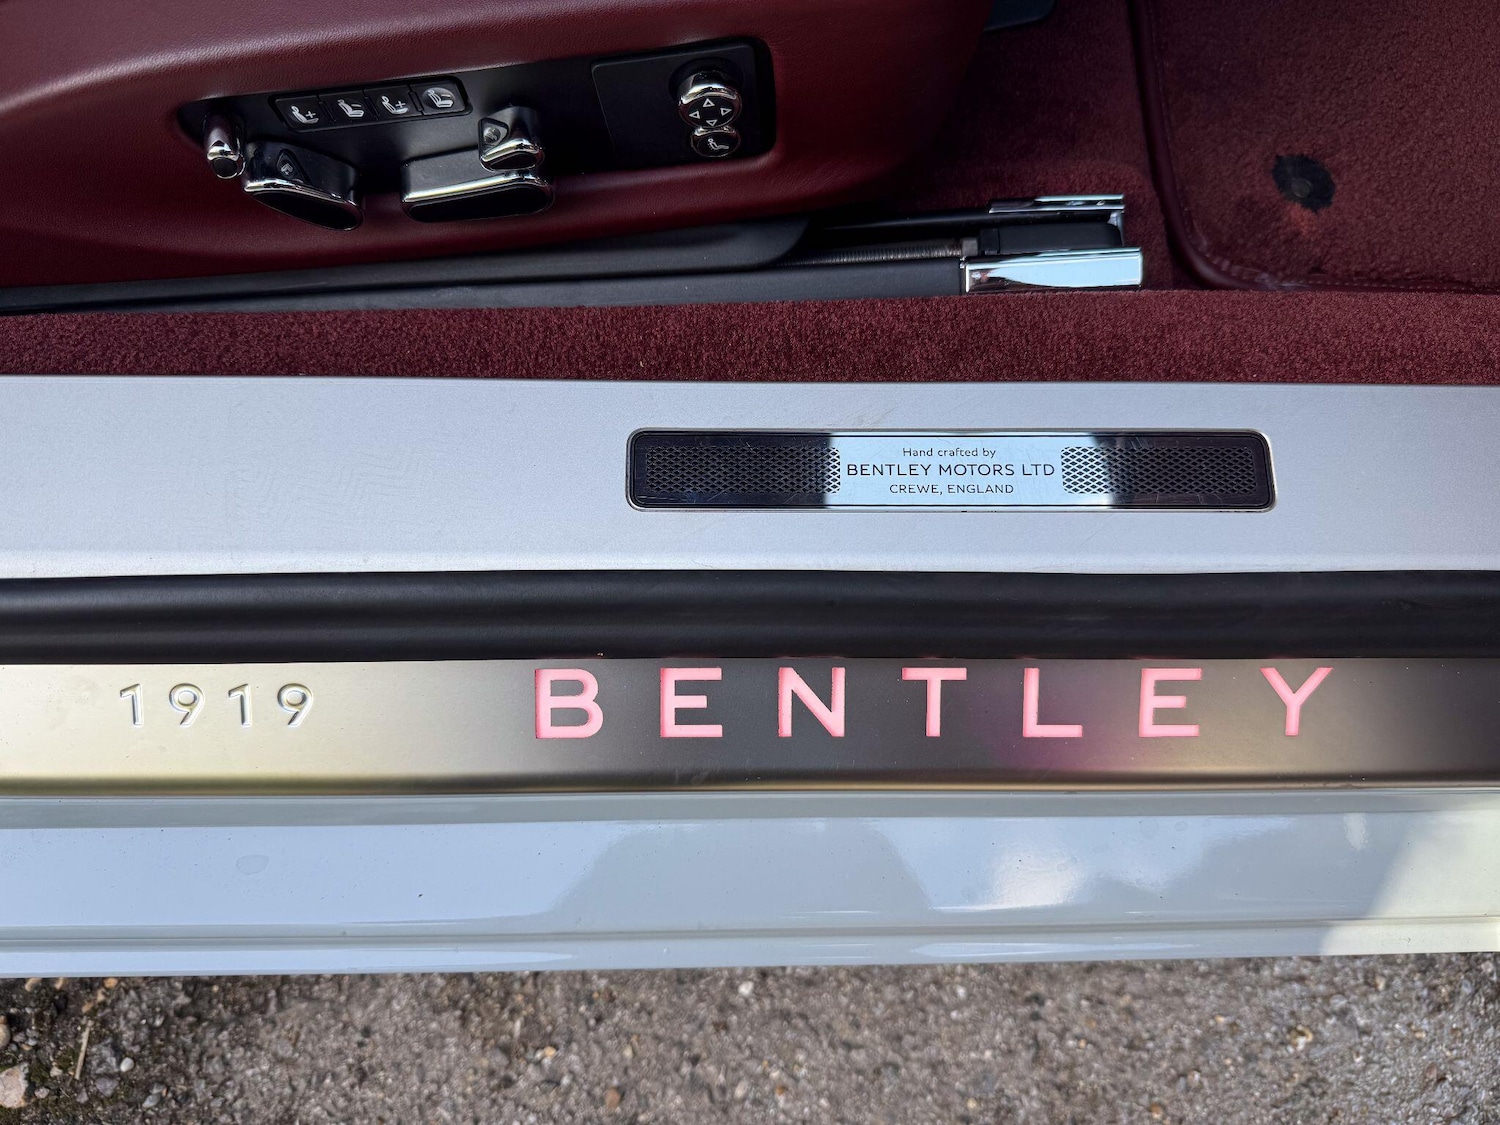 Hand crafted by
BENTLEY MOTORS LTD
CREWE, ENGLAND
1919 BENTLEY